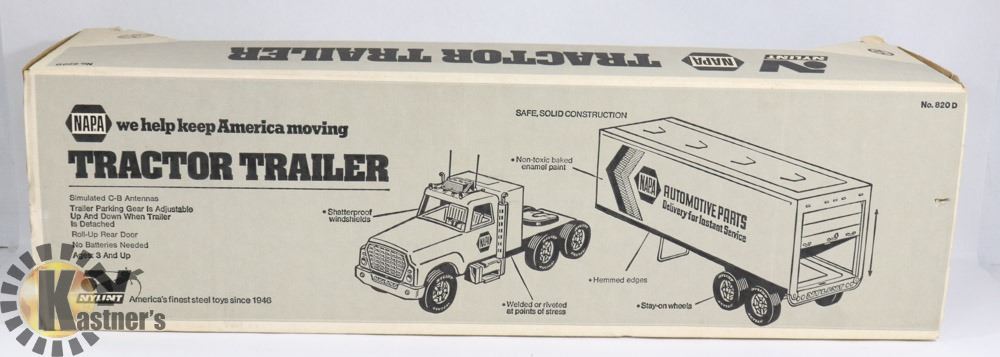 TRACTOR TRAILER
No. 820 D
NAPA
NYLINT
No. 820 D
NAPA we help keep America moving
TRACTOR TRAILER
Simulated C-B Antennas
Trailer Parking Gear Is Adjustable
Up And Down When Trailer
Is Detached
Roll-Up Rear Door
No Batteries Needed
Ages 3 And Up
NYLINT
America's finest steel toys since 1946
SAFE, SOLID CONSTRUCTION
• Non-toxic baked
enamel paint
• Shatterproof
windshields
NAPA
• Hemmed edges
• Welded or riveted
at points of stress
• Stay-on wheels
NAPA
AUTOMOTIVE PARTS
Delivery for Instant Service
Kastner's